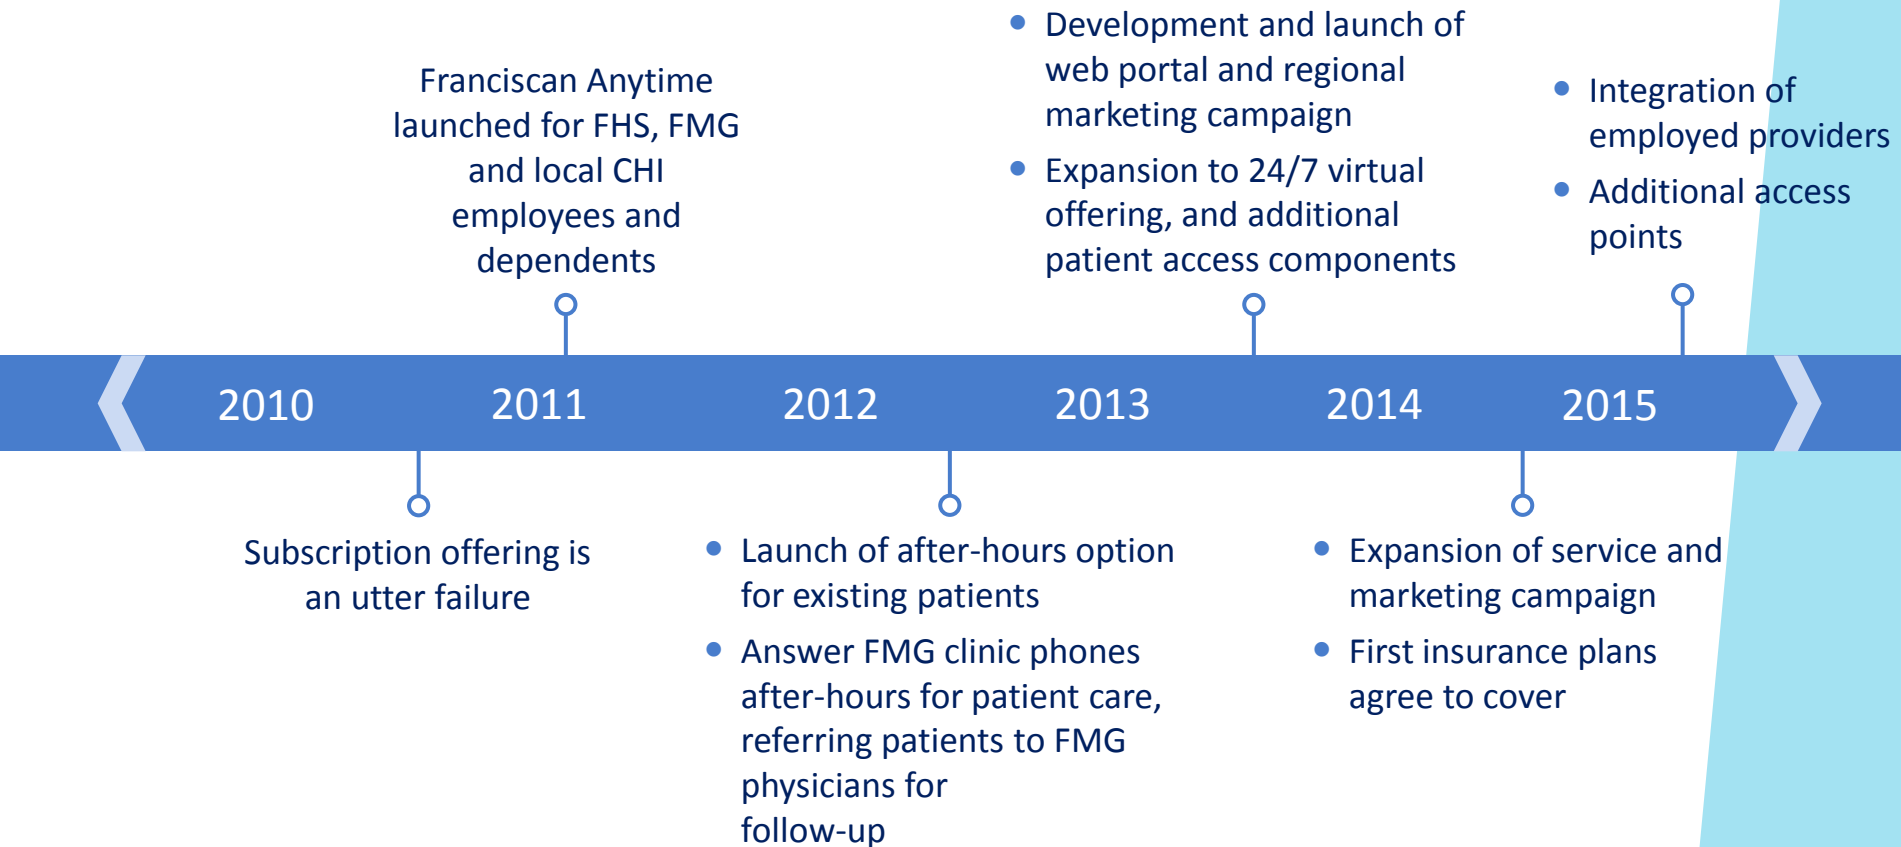 Franciscan Anytime
launched for FHS, FMG
and local CHI
employees and
dependents
• Development and launch of
web portal and regional
marketing campaign
• Expansion to 24/7 virtual
offering, and additional
patient access components
• Integration of
employed providers
• Additional access
points
2010 2011 2012 2013 2014 2015
Subscription offering is
an utter failure
• Launch of after-hours option
for existing patients
• Answer FMG clinic phones
after-hours for patient care,
referring patients to FMG
physicians for
follow-up
• Expansion of service and
marketing campaign
• First insurance plans
agree to cover